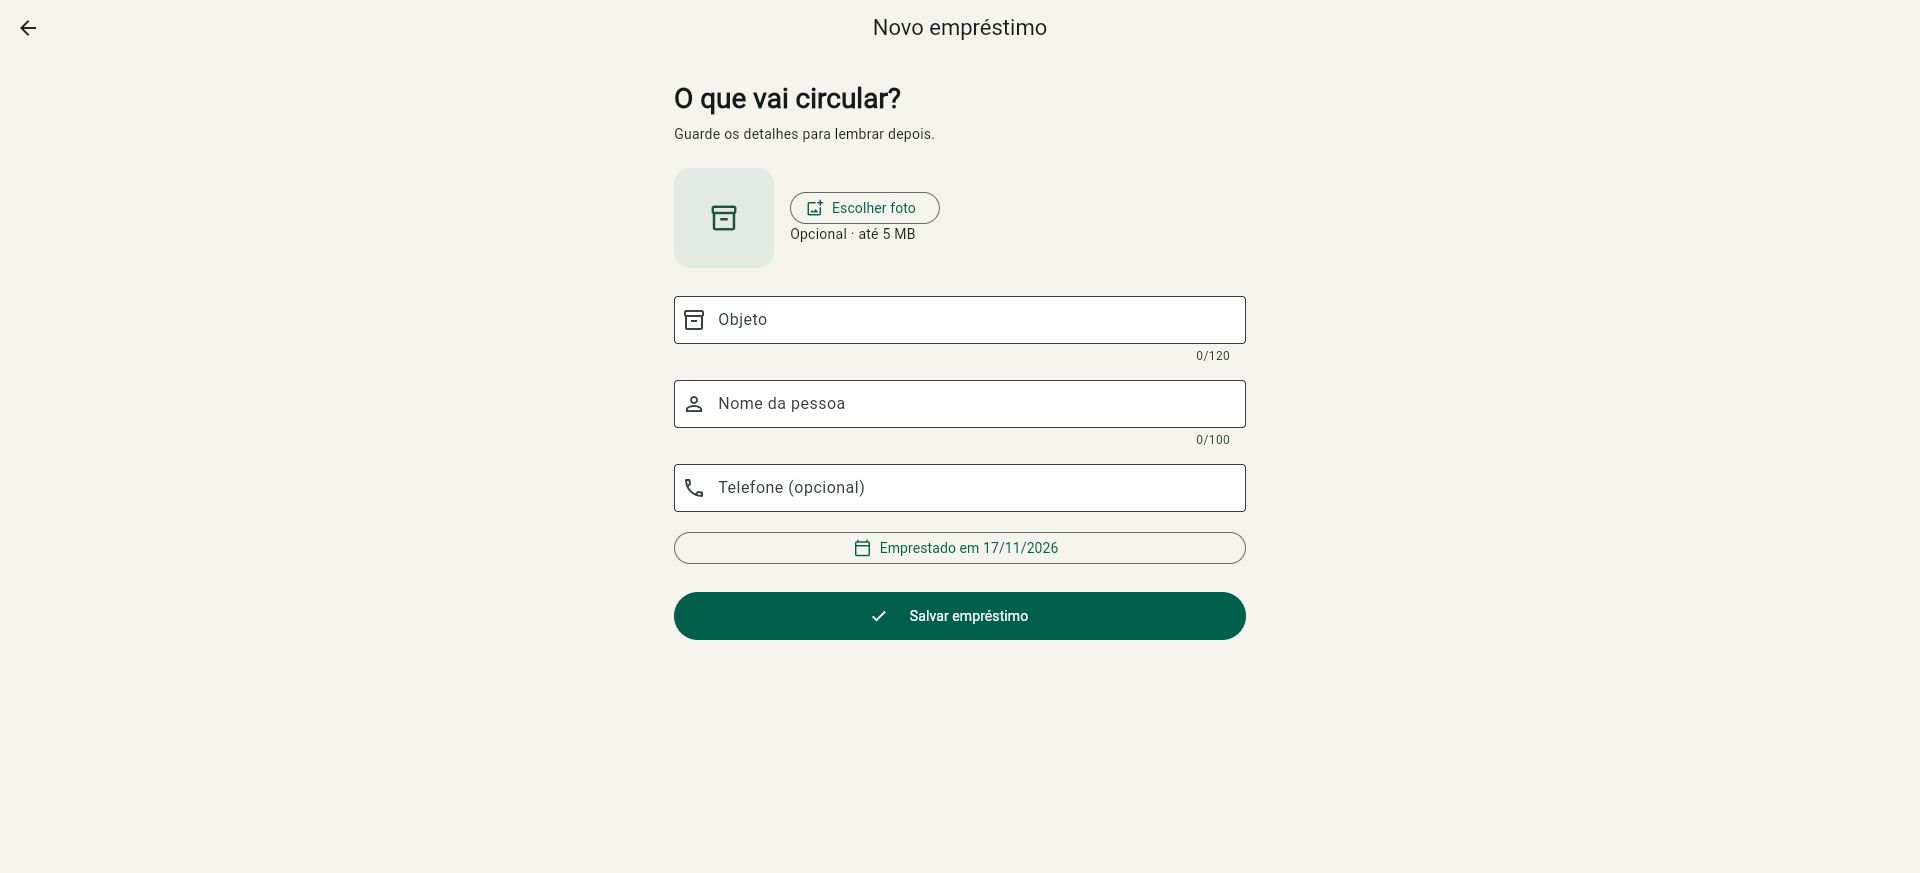 Novo empréstimo
O que vai circular?
Guarde os detalhes para lembrar depois.
Escolher foto
Opcional · até 5 MB
Objeto
0/120
Nome da pessoa
0/100
Telefone (opcional)
Emprestado em 17/11/2026
Salvar empréstimo